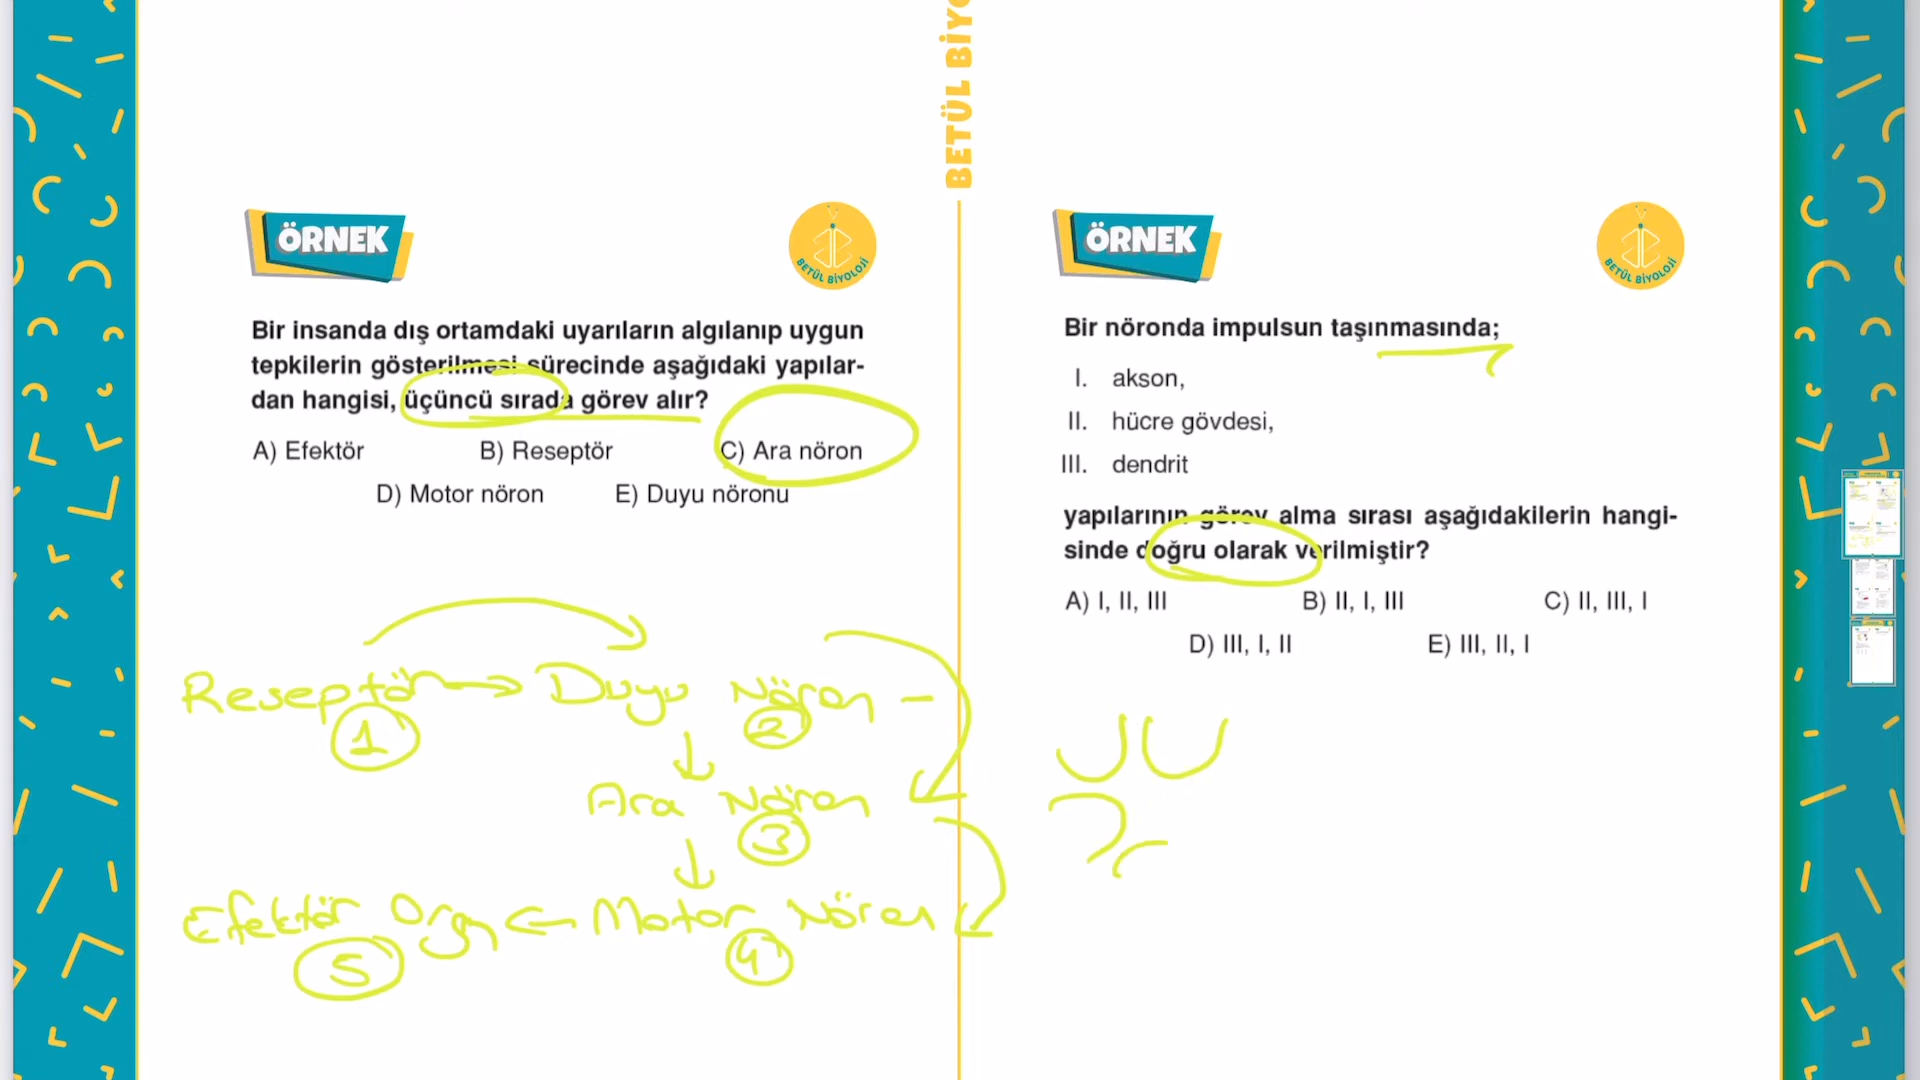 BETÜL BİYO
ÖRNEK
BETÜL BİYOLOJİ
Bir insanda dış ortamdaki uyarıların algılanıp uygun
tepkilerin gösterilmesi sürecinde aşağıdaki yapılar-
dan hangisi, üçüncü sırada görev alır?
A) Efektör B) Reseptör C) Ara nöron
D) Motor nöron E) Duyu nöronu
Reseptör → Duyu Nöron -
1 2
Ara Nöron
3
Efektör Orgn ← Motor Nöron
5 4
ÖRNEK
BETÜL BİYOLOJİ
Bir nöronda impulsun taşınmasında;
I. akson,
II. hücre gövdesi,
III. dendrit
yapılarının görev alma sırası aşağıdakilerin hangi-
sinde doğru olarak verilmiştir?
A) I, II, III B) II, I, III C) II, III, I
D) III, I, II E) III, II, I